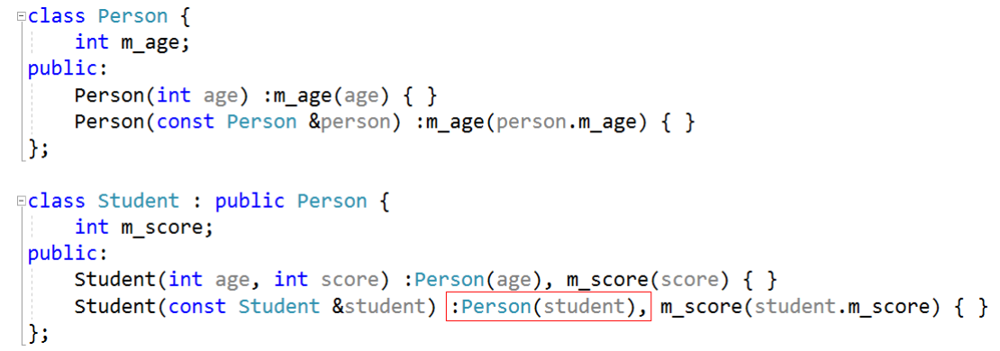 class Person {
    int m_age;
public:
    Person(int age) :m_age(age) { }
    Person(const Person &person) :m_age(person.m_age) { }
};
class Student : public Person {
    int m_score;
public:
    Student(int age, int score) :Person(age), m_score(score) { }
    Student(const Student &student) :Person(student), m_score(student.m_score) { }
};